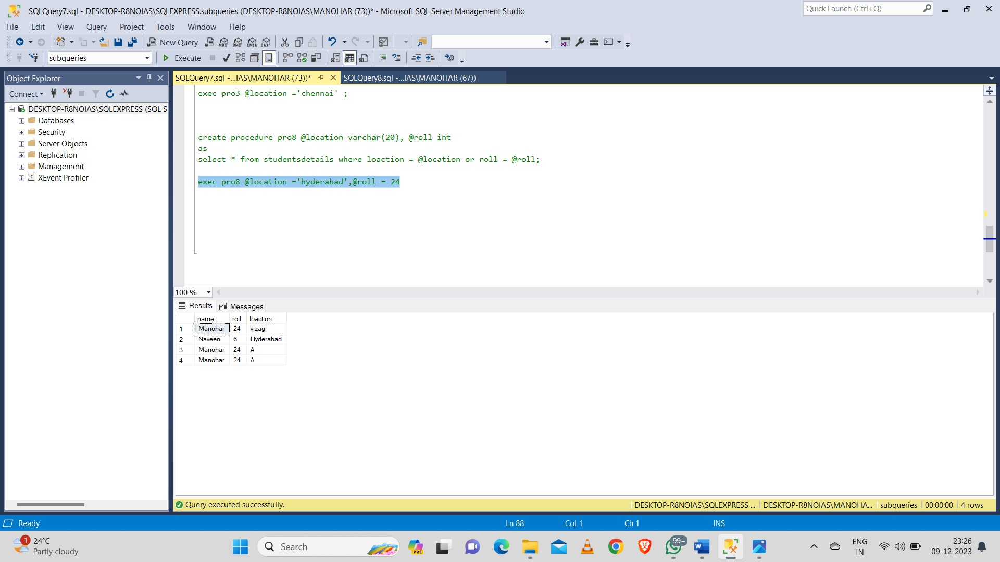 SQLQuery7.sql - DESKTOP-R8NOIAS\SQLEXPRESS.subqueries (DESKTOP-R8NOIAS\MANOHAR (73))* - Microsoft SQL Server Management Studio
Quick Launch (Ctrl+Q)
File Edit View Query Project Tools Window Help
New Query MDX DMX XMLA DAX
subqueries Execute
Object Explorer
Connect
DESKTOP-R8NOIAS\SQLEXPRESS (SQL S
Databases
Security
Server Objects
Replication
Management
XEvent Profiler
SQLQuery7.sql -...IAS\MANOHAR (73))* SQLQuery8.sql -...IAS\MANOHAR (67))
exec pro3 @location ='chennai' ;
create procedure pro8 @location varchar(20), @roll int
as
select * from studentsdetails where loaction = @location or roll = @roll;
exec pro8 @location ='hyderabad',@roll = 24
100 %
Results Messages
name roll loaction
1 Manohar 24 vizag
2 Naveen 6 Hyderabad
3 Manohar 24 A
4 Manohar 24 A
Query executed successfully. DESKTOP-R8NOIAS\SQLEXPRESS ... DESKTOP-R8NOIAS\MANOHA... subqueries 00:00:00 4 rows
Ready Ln 88 Col 1 Ch 1 INS
1 24°C
Partly cloudy
Search
PRE
99+
ENG
IN
23:26
09-12-2023